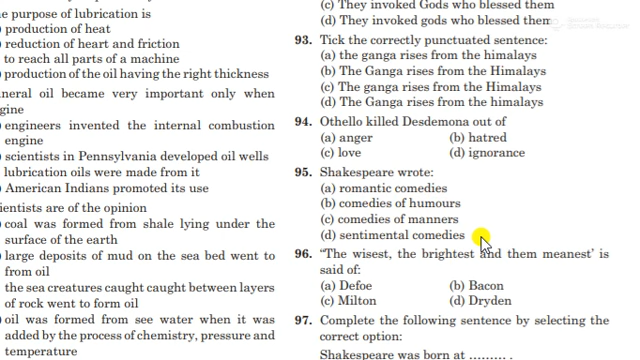 he purpose of lubrication is
) production of heat
) reduction of heart and friction
to reach all parts of a machine
) production of the oil having the right thickness
neral oil became very important only when
gine
) engineers invented the internal combustion
engine
) scientists in Pennsylvania developed oil wells
lubrication oils were made from it
) American Indians promoted its use
ientists are of the opinion
) coal was formed from shale lying under the
surface of the earth
) large deposits of mud on the sea bed went to
from oil
the sea creatures caught caught between layers
of rock went to form oil
) oil was formed from see water when it was
added by the process of chemistry, pressure and
temperature
(c) They invoked Gods who blessed them
(d) They invoked gods who blessed them
93. Tick the correctly punctuated sentence:
(a) the ganga rises from the himalays
(b) The Ganga rises from the Himalays
(c) The ganga rises from the Himalays
(d) The Ganga rises from the himalays
94. Othello killed Desdemona out of
(a) anger (b) hatred
(c) love (d) ignorance
95. Shakespeare wrote:
(a) romantic comedies
(b) comedies of humours
(c) comedies of manners
(d) sentimental comedies
96. “The wisest, the brightest and them meanest’ is
said of:
(a) Defoe (b) Bacon
(c) Milton (d) Dryden
97. Complete the following sentence by selecting the
correct option:
Shakespeare was born at ......... .